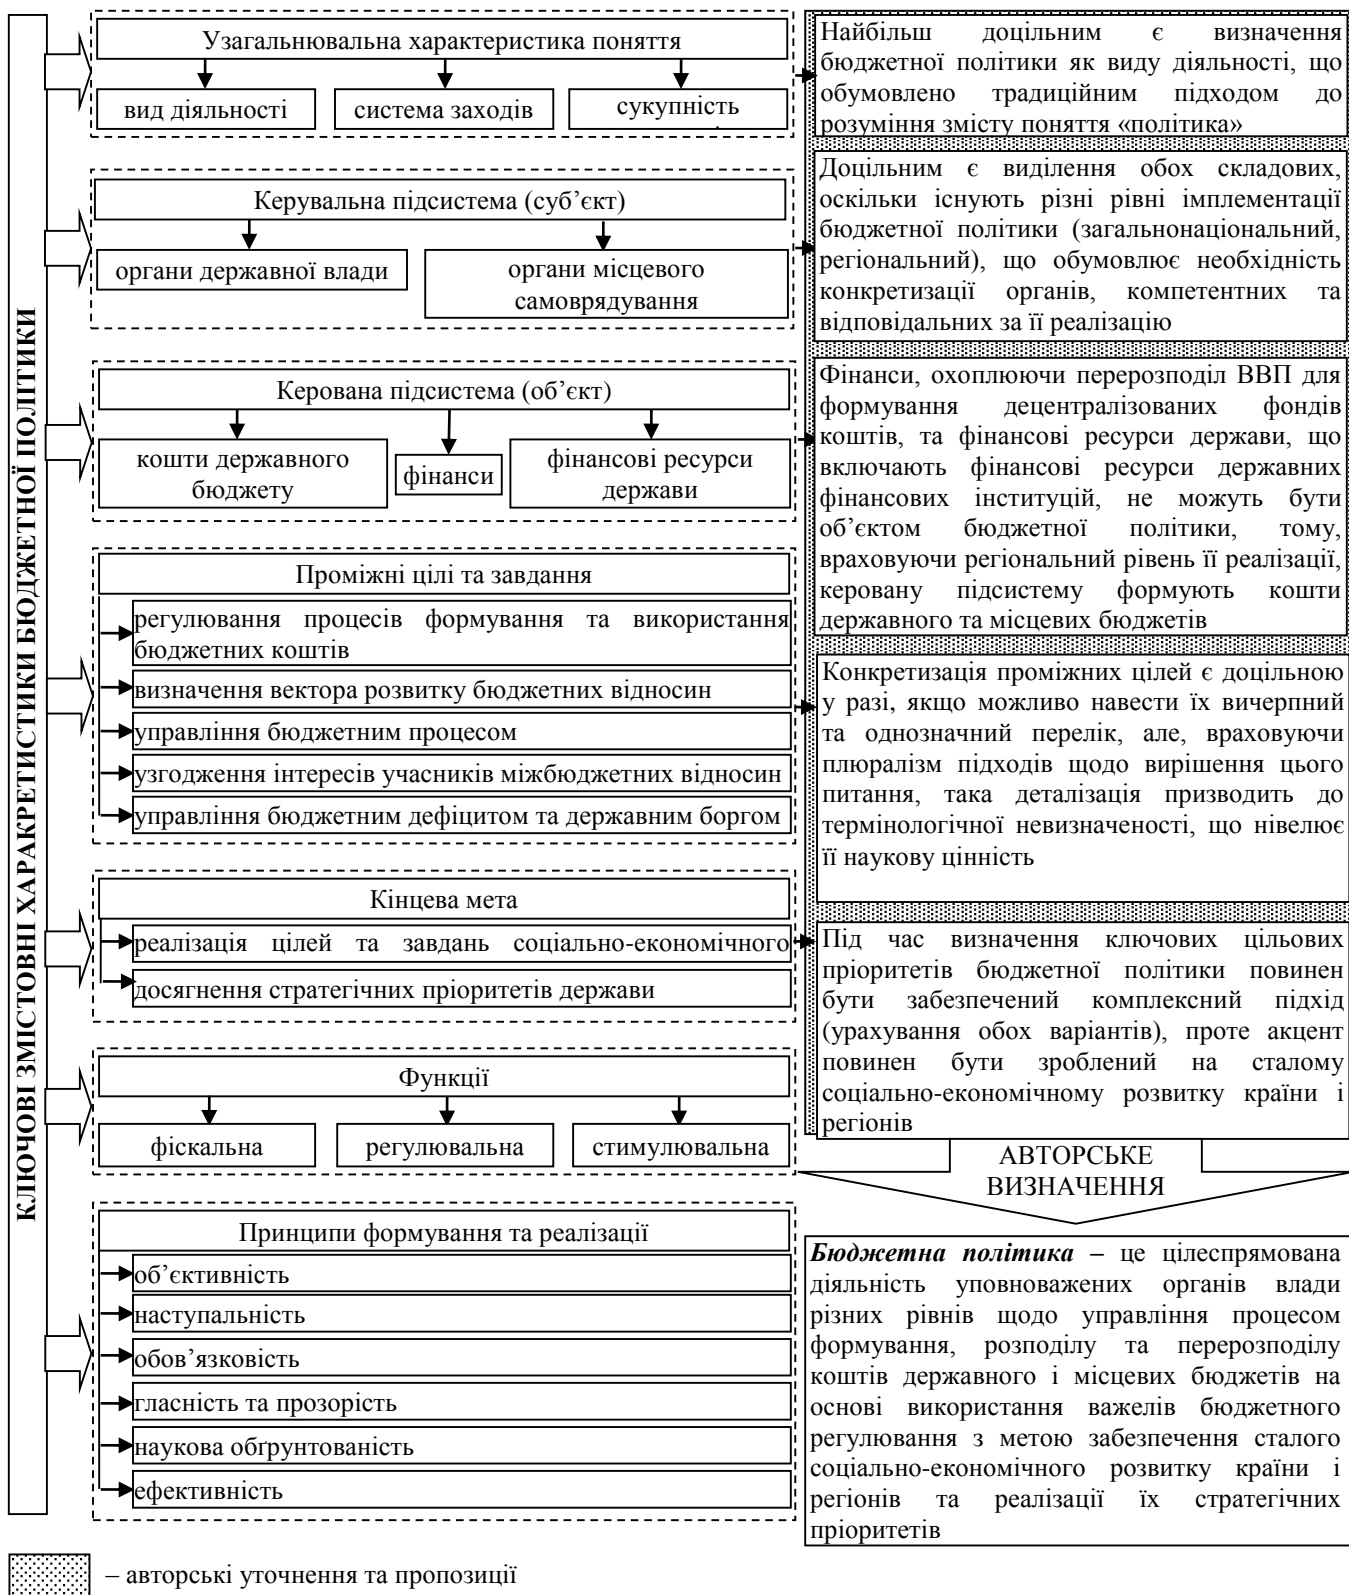 КЛЮЧОВІ ЗМІСТОВНІ ХАРАКРЕТИСТИКИ БЮДЖЕТНОЇ ПОЛІТИКИ
Узагальнювальна характеристика поняття
вид діяльності
система заходів
сукупність
Найбільш доцільним є визначення
бюджетної політики як виду діяльності, що
обумовлено традиційним підходом до
розуміння змісту поняття «політика»
Керувальна підсистема (суб’єкт)
органи державної влади
органи місцевого
самоврядування
Доцільним є виділення обох складових,
оскільки існують різні рівні імплементації
бюджетної політики (загальнонаціональний,
регіональний), що обумовлює необхідність
конкретизації органів, компетентних та
відповідальних за її реалізацію
Керована підсистема (об’єкт)
кошти державного
бюджету
фінанси
фінансові ресурси
держави
Фінанси, охоплюючи перерозподіл ВВП для
формування децентралізованих фондів
коштів, та фінансові ресурси держави, що
включають фінансові ресурси державних
фінансових інституцій, не можуть бути
об’єктом бюджетної політики, тому,
враховуючи регіональний рівень її реалізації,
керовану підсистему формують кошти
державного та місцевих бюджетів
Проміжні цілі та завдання
регулювання процесів формування та використання
бюджетних коштів
визначення вектора розвитку бюджетних відносин
управління бюджетним процесом
узгодження інтересів учасників міжбюджетних відносин
управління бюджетним дефіцитом та державним боргом
Конкретизація проміжних цілей є доцільною
у разі, якщо можливо навести їх вичерпний
та однозначний перелік, але, враховуючи
плюралізм підходів щодо вирішення цього
питання, така деталізація призводить до
термінологічної невизначеності, що нівелює
її наукову цінність
Кінцева мета
реалізація цілей та завдань соціально-економічного
досягнення стратегічних пріоритетів держави
Під час визначення ключових цільових
пріоритетів бюджетної політики повинен
бути забезпечений комплексний підхід
(урахування обох варіантів), проте акцент
повинен бути зроблений на сталому
соціально-економічному розвитку країни і
регіонів
Функції
фіскальна
регулювальна
стимулювальна
АВТОРСЬКЕ
ВИЗНАЧЕННЯ
Принципи формування та реалізації
об’єктивність
наступальність
обов’язковість
гласність та прозорість
наукова обґрунтованість
ефективність
Бюджетна політика – це цілеспрямована
діяльність уповноважених органів влади
різних рівнів щодо управління процесом
формування, розподілу та перерозподілу
коштів державного і місцевих бюджетів на
основі використання важелів бюджетного
регулювання з метою забезпечення сталого
соціально-економічного розвитку країни і
регіонів та реалізації їх стратегічних
пріоритетів
– авторські уточнення та пропозиції